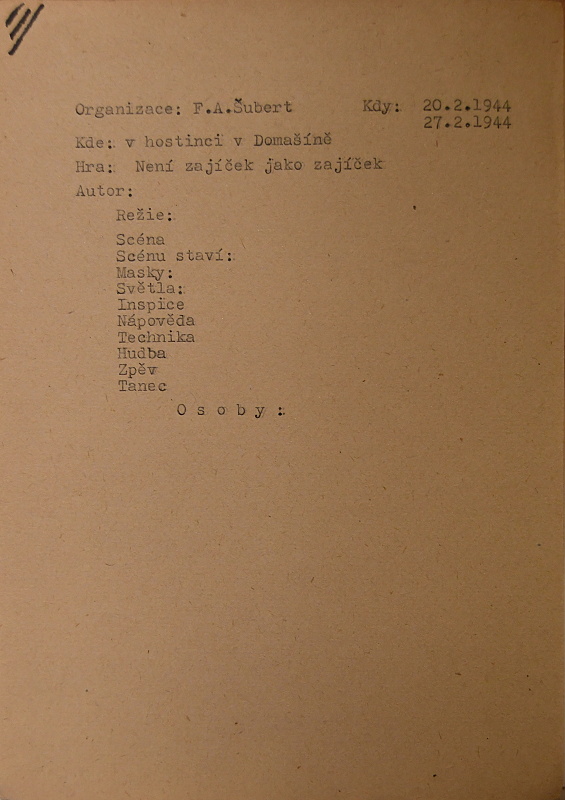 Organizace: F.A.Šubert Kdy: 20.2.1944
27.2.1944
Kde: v hostinci v Domašíně
Hra: Není zajíček jako zajíček
Autor:
Režie:
Scéna
Scénu staví:
Masky:
Světla:
Inspice
Nápověda
Technika
Hudba
Zpěv
Tanec
O s o b y :